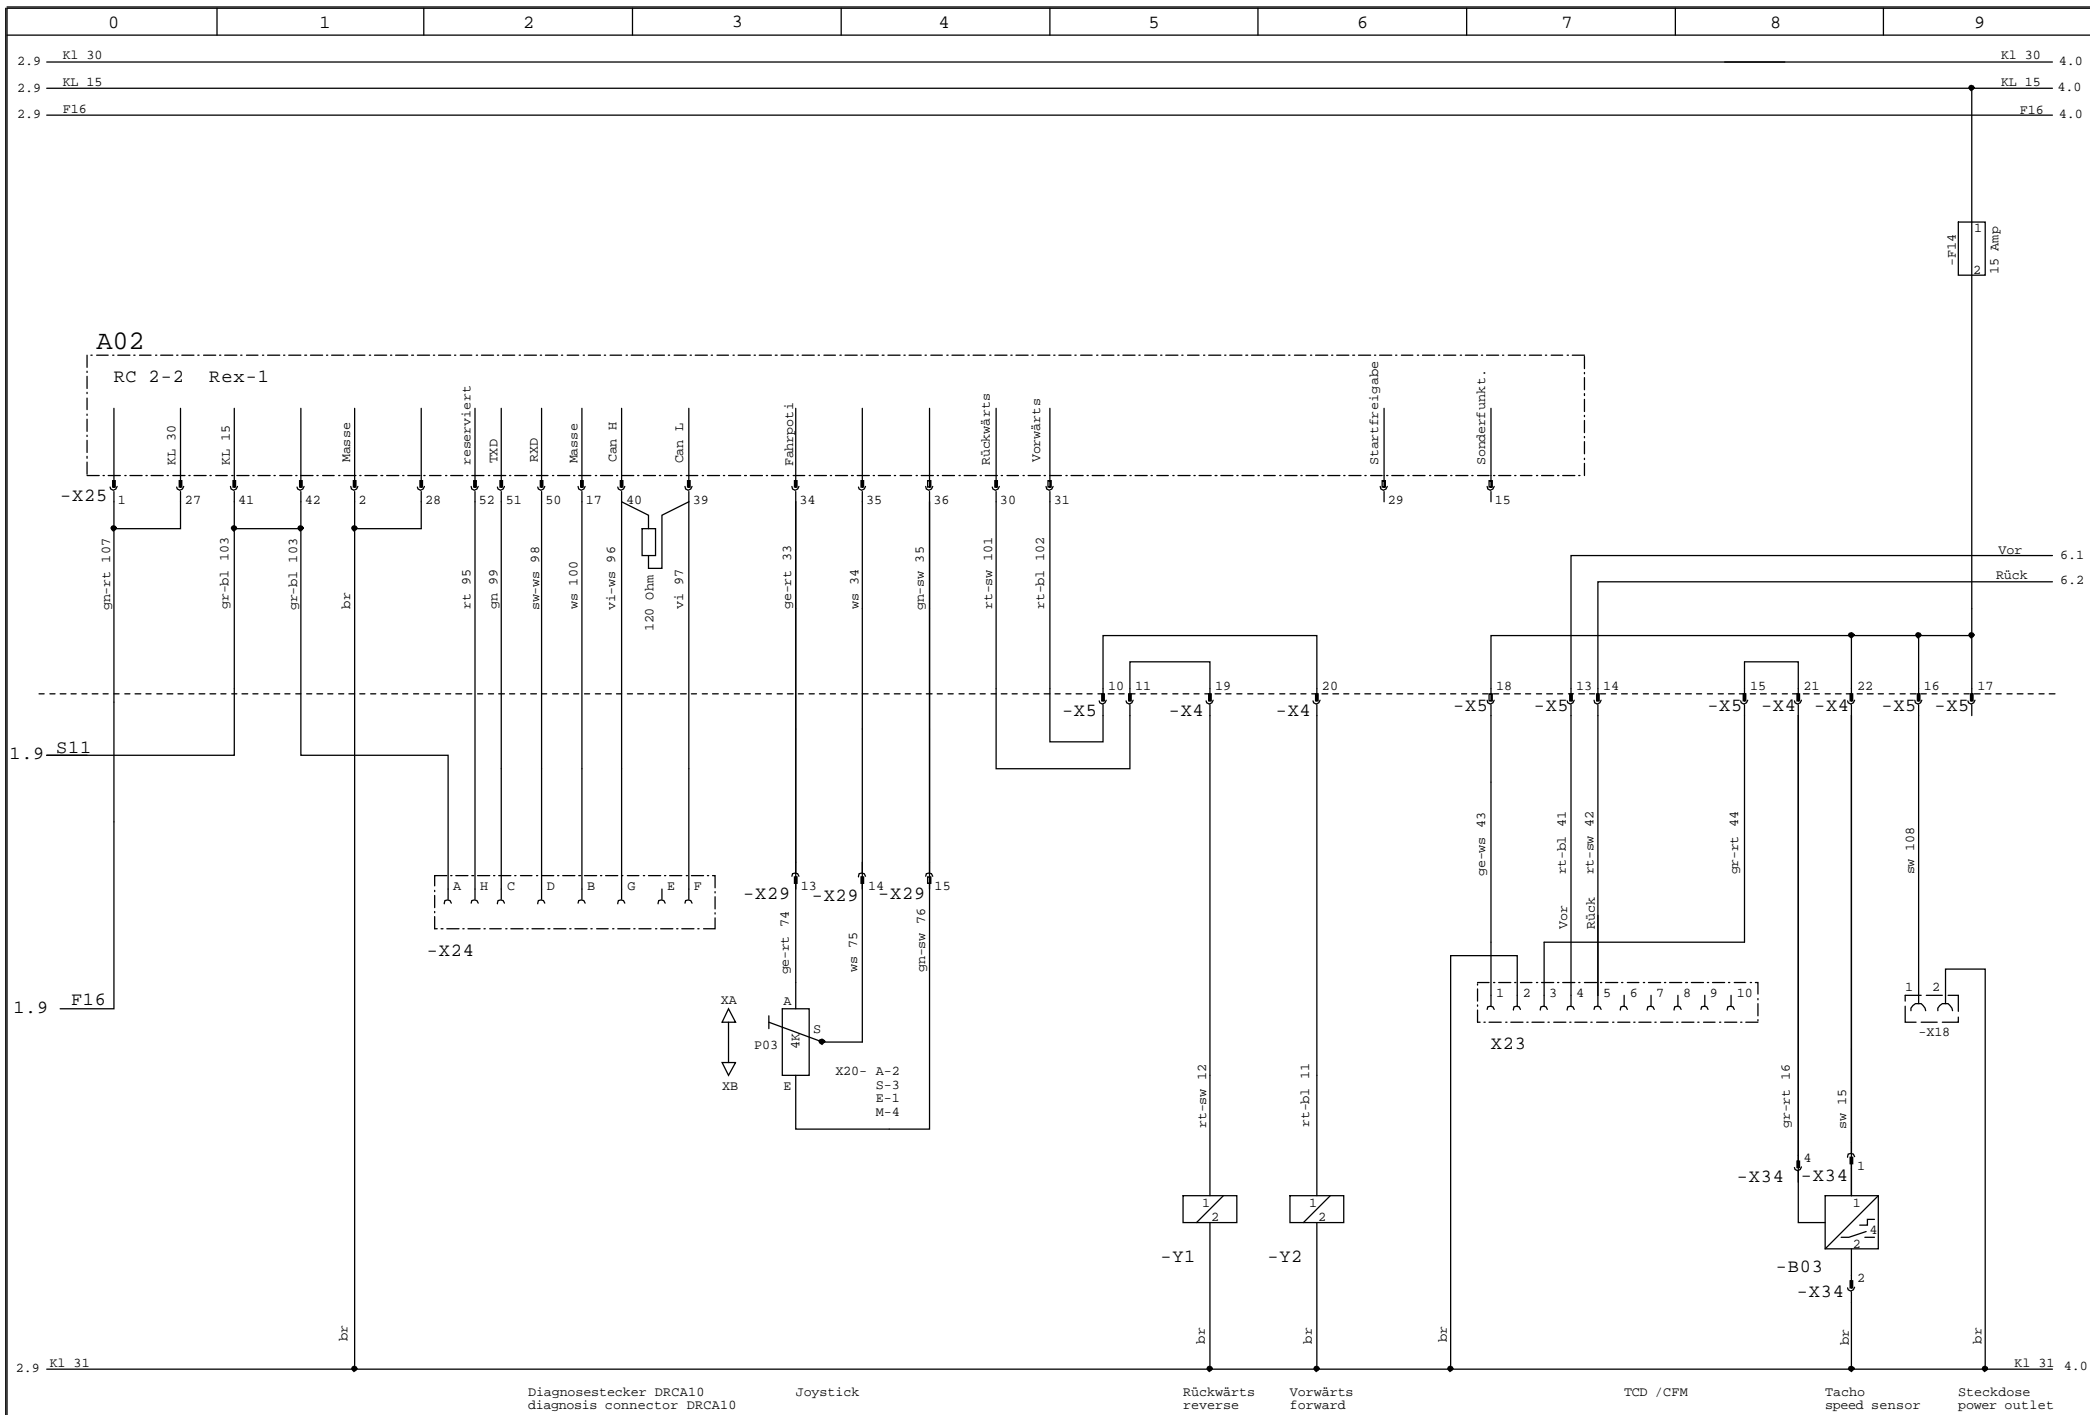 0 1 2 3 4 5 6 7 8 9
2.9 Kl 30 Kl 30 4.0
2.9 KL 15 KL 15 4.0
2.9 F16 F16 4.0
-F14 1 2 15 Amp
A02
RC 2-2 Rex-1
KL 30
KL 15
Masse
reserviert
TXD
RXD
Masse
Can H
Can L
Fahrpoti
Rückwärts
Vorwärts
Startfreigabe
Sonderfunkt.
-X25 1 27 41 42 2 28 52 51 50 17 40 39 34 35 36 30 31 29 15
gn-rt 107
gr-bl 103
gr-bl 103
br
rt 95
gn 99
sw-ws 98
ws 100
vi-ws 96
120 Ohm
vi 97
ge-rt 33
ws 34
gn-sw 35
rt-sw 101
rt-bl 102
Vor 6.1
Rück 6.2
10 11 19 20 18 13 14 15 21 22 16 17
-X5 -X4 -X4 -X5 -X5 -X5 -X4 -X4 -X5 -X5
1.9 S11
ge-ws 43
rt-bl 41
rt-sw 42
gr-rt 44
sw 108
A H C D B G E F
-X24
-X29 13 -X29 14 -X29 15
ge-rt 74
ws 75
gn-sw 76
Vor
Rück
1.9 F16
XA
XB
A
P03 4K S
E
X20- A-2
S-3
E-1
M-4
1 2 3 4 5 6 7 8 9 10
X23
1 2
-X18
rt-sw 12
rt-bl 11
gr-rt 16
sw 15
4 1
-X34 -X34
1 2
-Y1
1 2
-Y2
1 4 2
-B03
2
-X34
br
br
br
br
br
br
2.9 Kl 31 Kl 31 4.0
Diagnosestecker DRCA10
diagnosis connector DRCA10
Joystick
Rückwärts
reverse
Vorwärts
forward
TCD /CFM
Tacho
speed sensor
Steckdose
power outlet